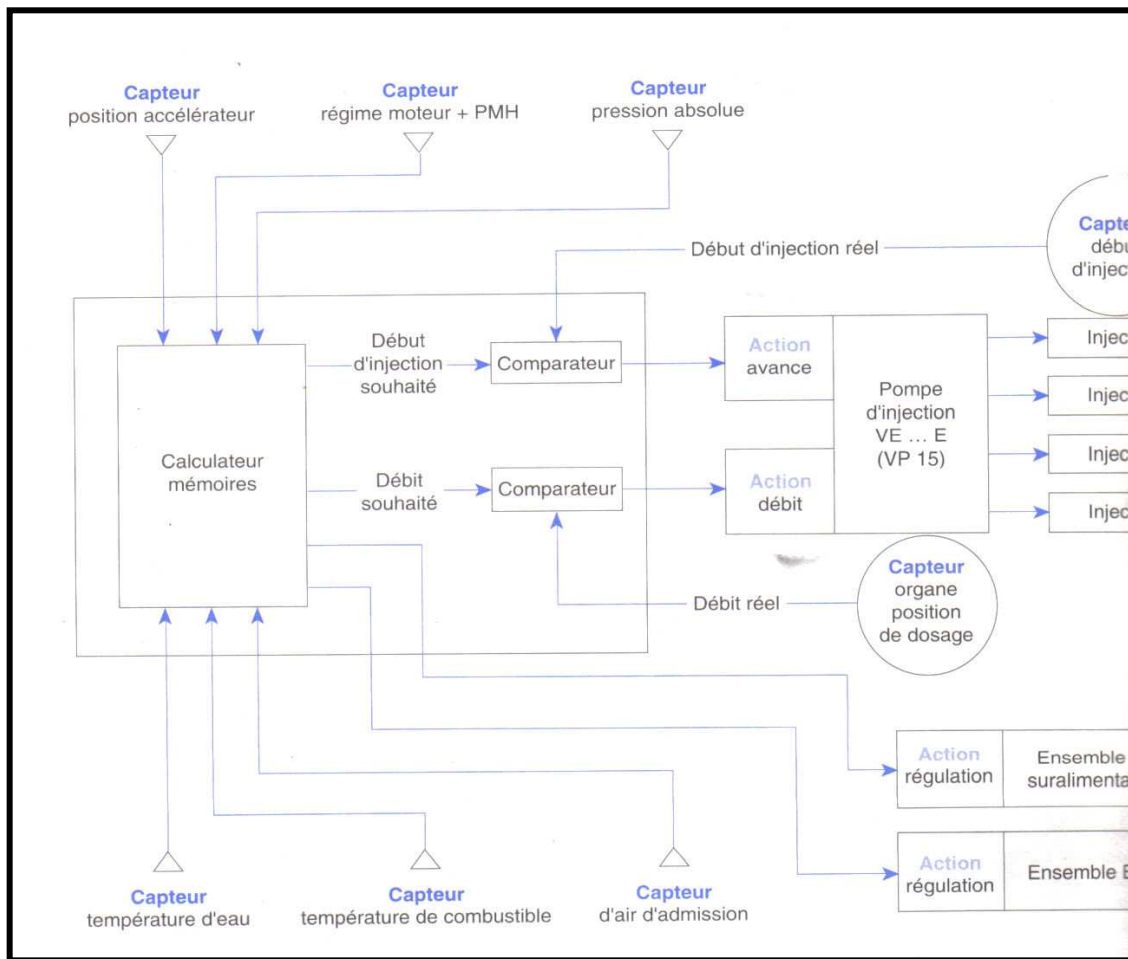 Capteur
position accélérateur
Capteur
régime moteur + PMH
Capteur
pression absolue
Début d'injection réel
Début
d'injection
souhaité
Comparateur
Action
avance
Pompe
d'injection
VE ... E
(VP 15)
Calculateur
mémoires
Débit
souhaité
Comparateur
Action
débit
Débit réel
Capteur
organe
position
de dosage
Action
régulation
Ensemble
Action
régulation
Ensemble
Capteur
température d'eau
Capteur
température de combustible
Capteur
d'air d'admission